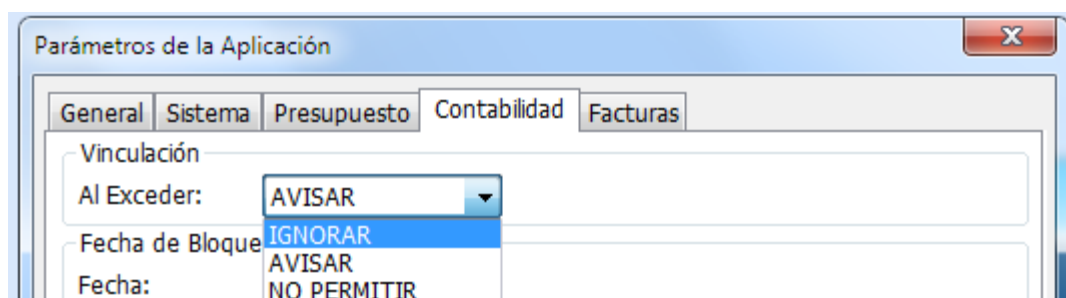 Parámetros de la Aplicación
General Sistema Presupuesto Contabilidad Facturas
Vinculación
Al Exceder: AVISAR
IGNORAR
Fecha de Bloque
AVISAR
Fecha:
NO PERMITIR